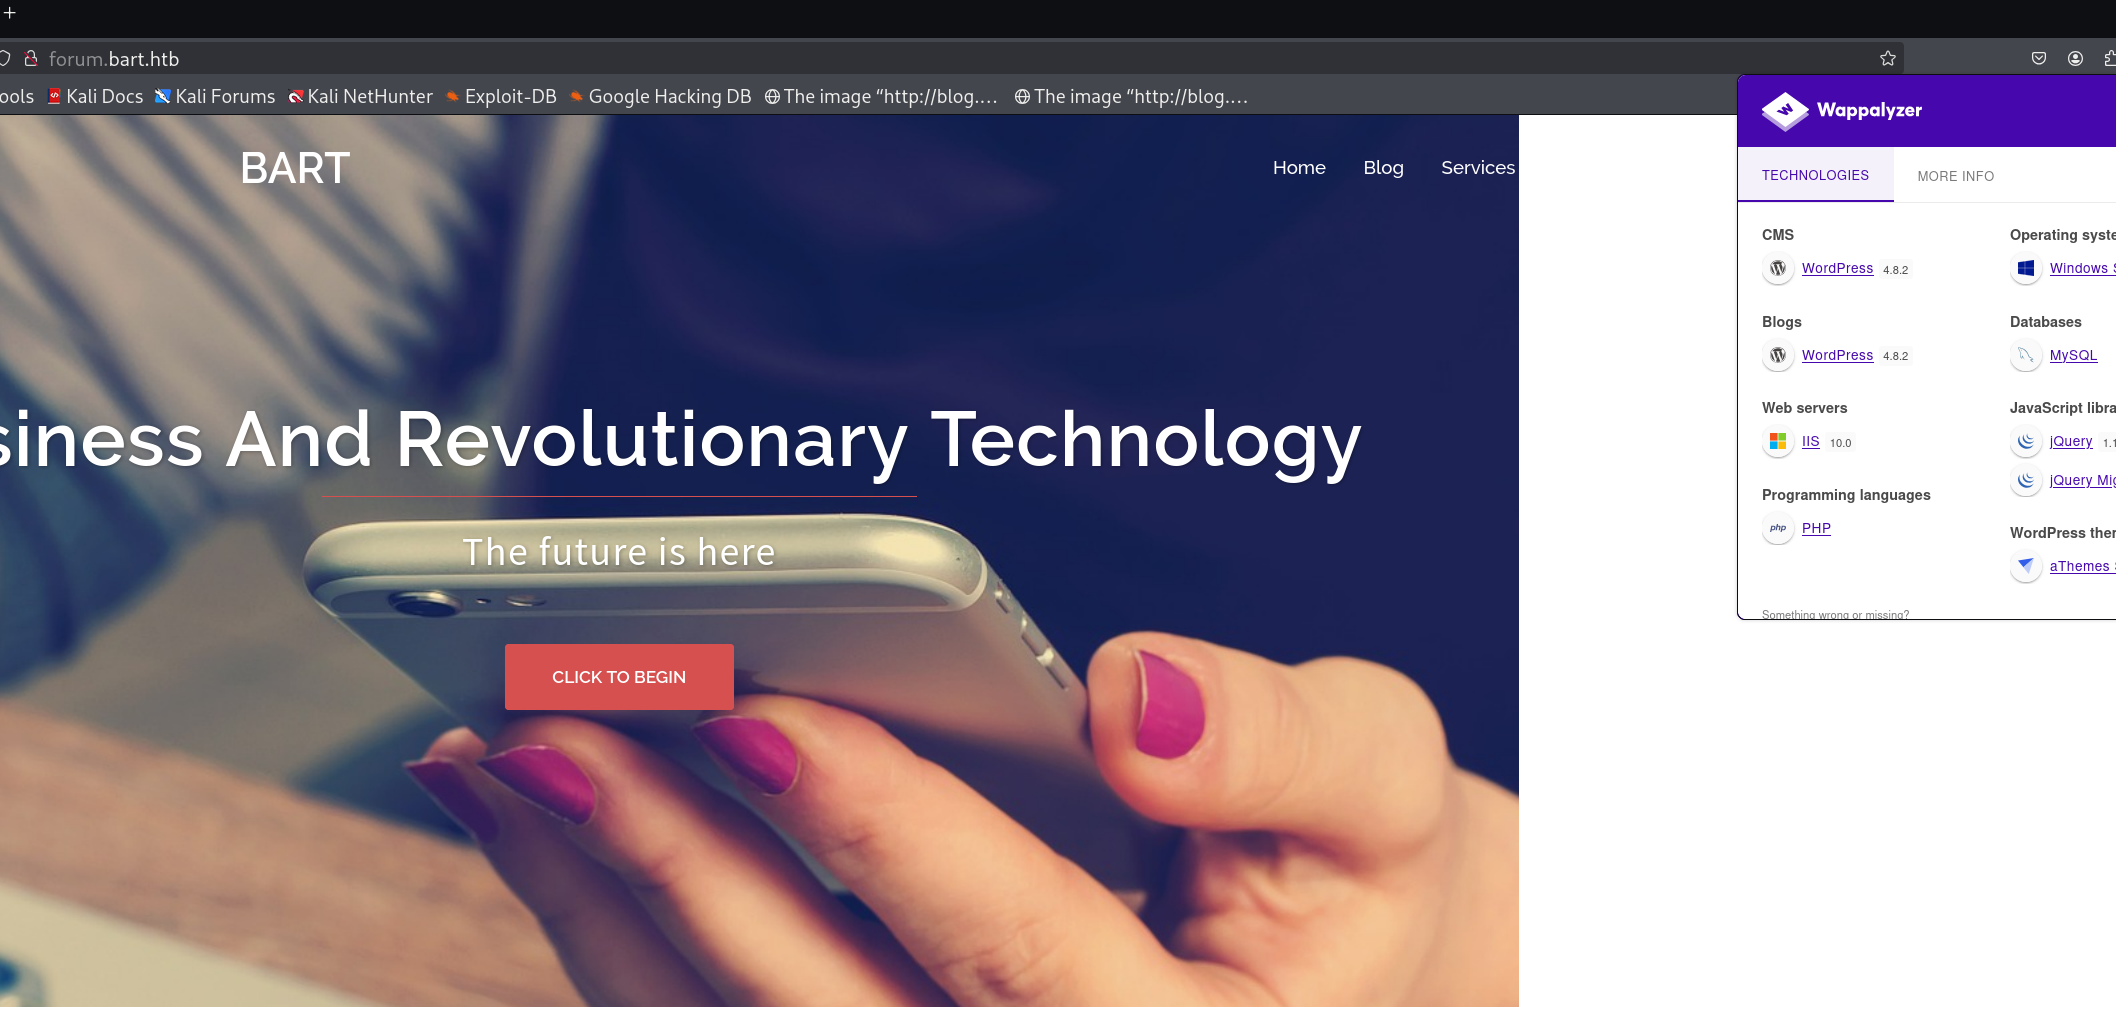 +
forum.bart.htb
ools Kali Docs Kali Forums Kali NetHunter Exploit-DB Google Hacking DB The image “http://blog.… The image “http://blog.…
BART
Home Blog Services
siness And Revolutionary Technology
The future is here
CLICK TO BEGIN
Wappalyzer
TECHNOLOGIES MORE INFO
CMS
WordPress 4.8.2
Blogs
WordPress 4.8.2
Web servers
IIS 10.0
Programming languages
php PHP
Operating syste
Windows S
Databases
MySQL
JavaScript libra
jQuery 1.1
jQuery Mig
WordPress ther
aThemes S
Something wrong or missing?